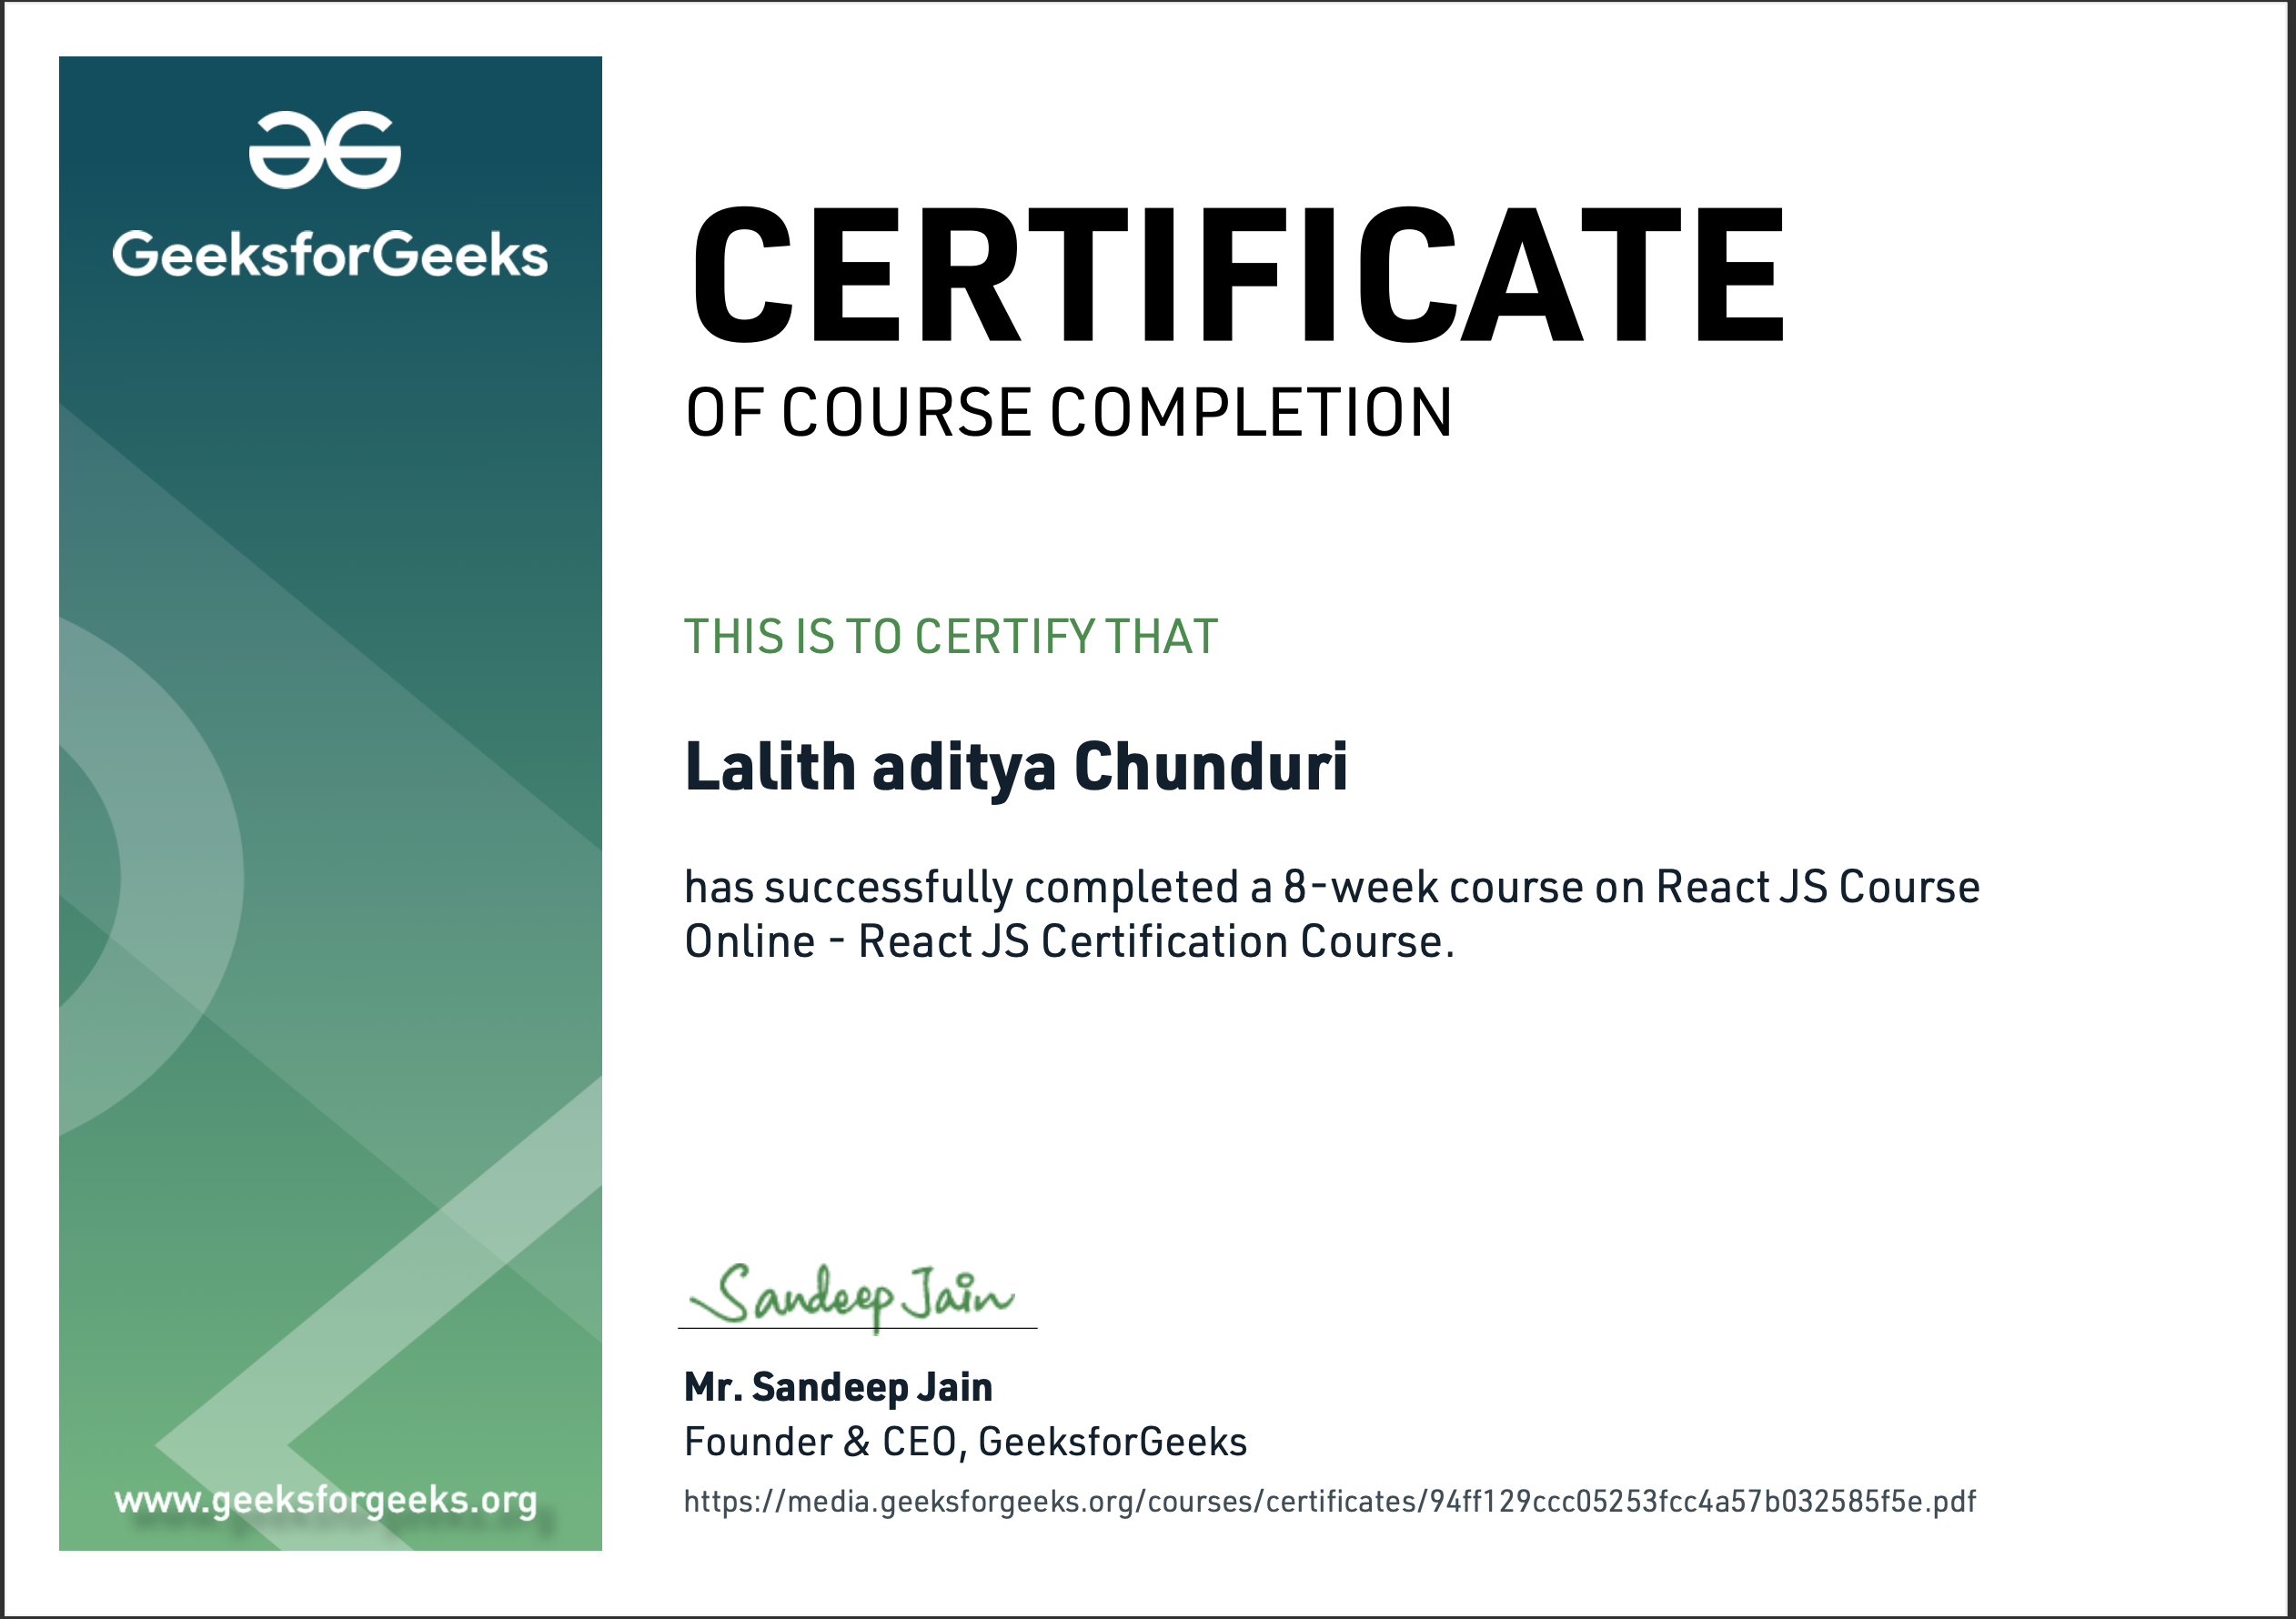 GeeksforGeeks
CERTIFICATE
OF COURSE COMPLETION
THIS IS TO CERTIFY THAT
Lalith aditya Chunduri
has successfully completed a 8-week course on React JS Course
Online - React JS Certification Course.
Sandeep Jain
Mr. Sandeep Jain
Founder & CEO, GeeksforGeeks
https://media.geeksforgeeks.org/courses/certificates/94ff129ccc05253fcc4a57b032585f5e.pdf
www.geeksforgeeks.org